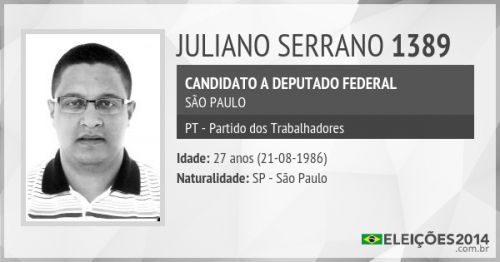 JULIANO SERRANO 1389
CANDIDATO A DEPUTADO FEDERAL
SÃO PAULO
PT - Partido dos Trabalhadores
Idade: 27 anos (21-08-1986)
Naturalidade: SP - São Paulo
ELEIÇÕES2014
.com.br